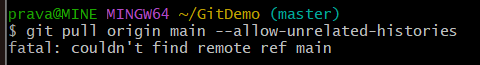 prava@MINE MINGW64 ~/GitDemo (master)
$ git pull origin main --allow-unrelated-histories
fatal: couldn't find remote ref main